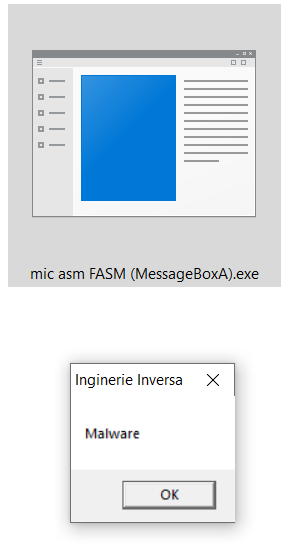 mic asm FASM (MessageBoxA).exe
Inginerie Inversa
Malware
OK